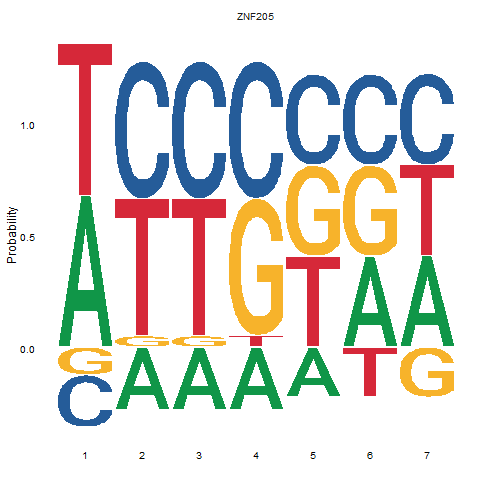 ZNF205
Probability
1.0
0.5
0.0
T C C C C C C
A T T G G G T
G G G T T A A
C A A A A T G
1 2 3 4 5 6 7